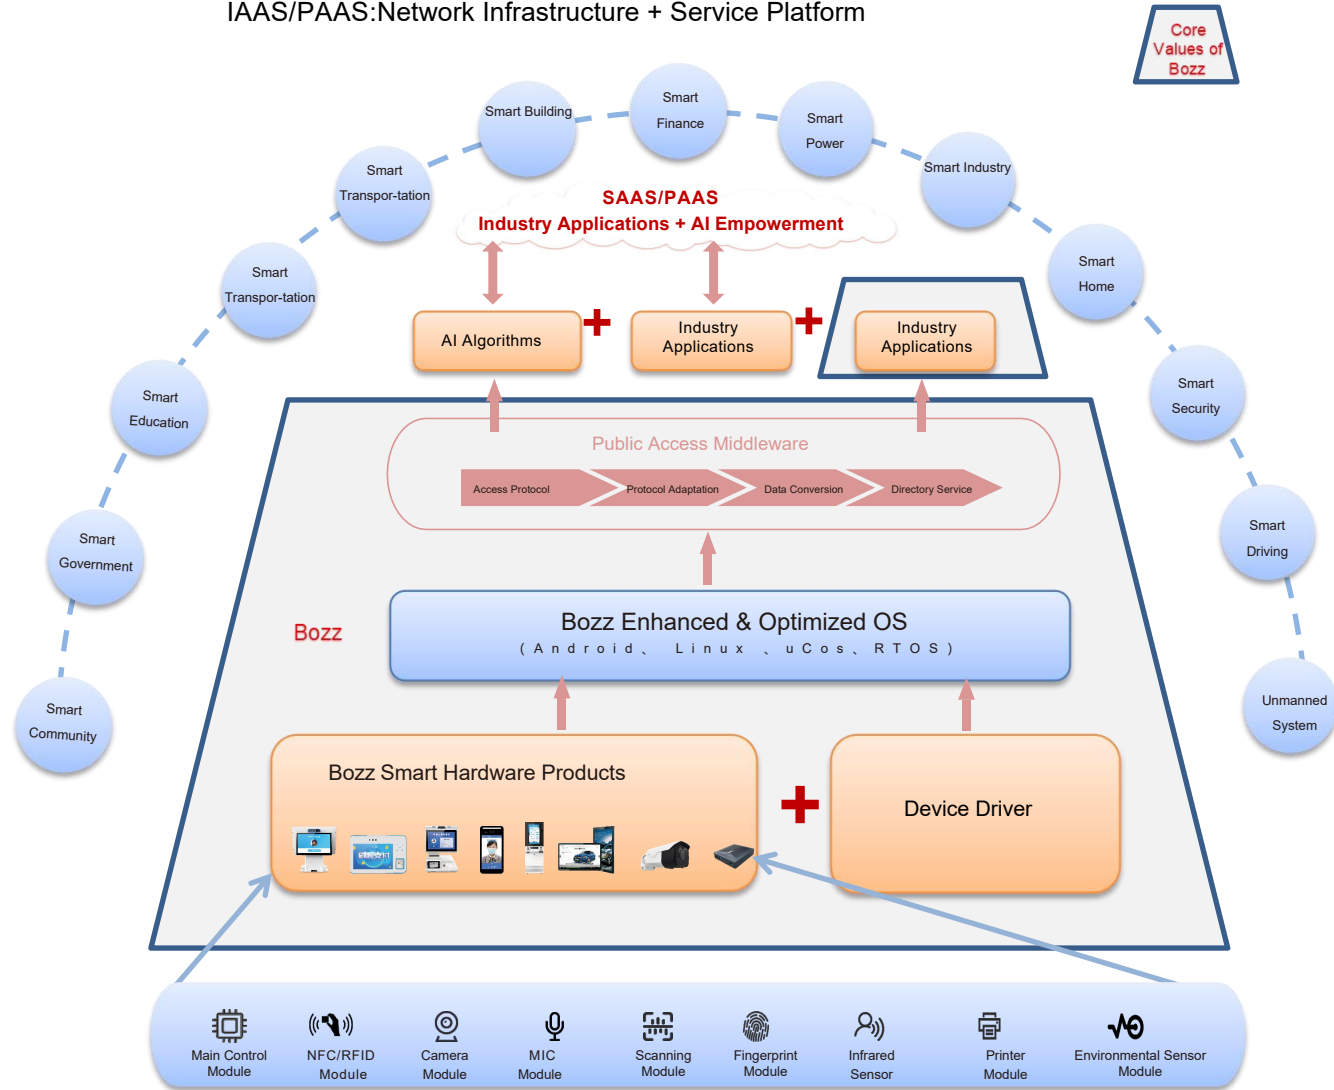 IAAS/PAAS:Network Infrastructure + Service Platform
Core
Values of
Bozz
Smart
Finance
Smart Building
Smart
Power
Smart
Transpor-tation
Smart Industry
SAAS/PAAS
Industry Applications + AI Empowerment
Smart
Transpor-tation
Smart
Home
AI Algorithms
Industry
Applications
Industry
Applications
Smart
Education
Smart
Security
Public Access Middleware
Access Protocol
Protocol Adaptation
Data Conversion
Directory Service
Smart
Government
Smart
Driving
Bozz
Bozz Enhanced & Optimized OS
(Android、 Linux 、uCos、RTOS)
Smart
Community
Unmanned
System
Bozz Smart Hardware Products
Device Driver
Main Control
Module
NFC/RFID
Module
Camera
Module
MIC
Module
Scanning
Module
Fingerprint
Module
Infrared
Sensor
Printer
Module
Environmental Sensor
Module